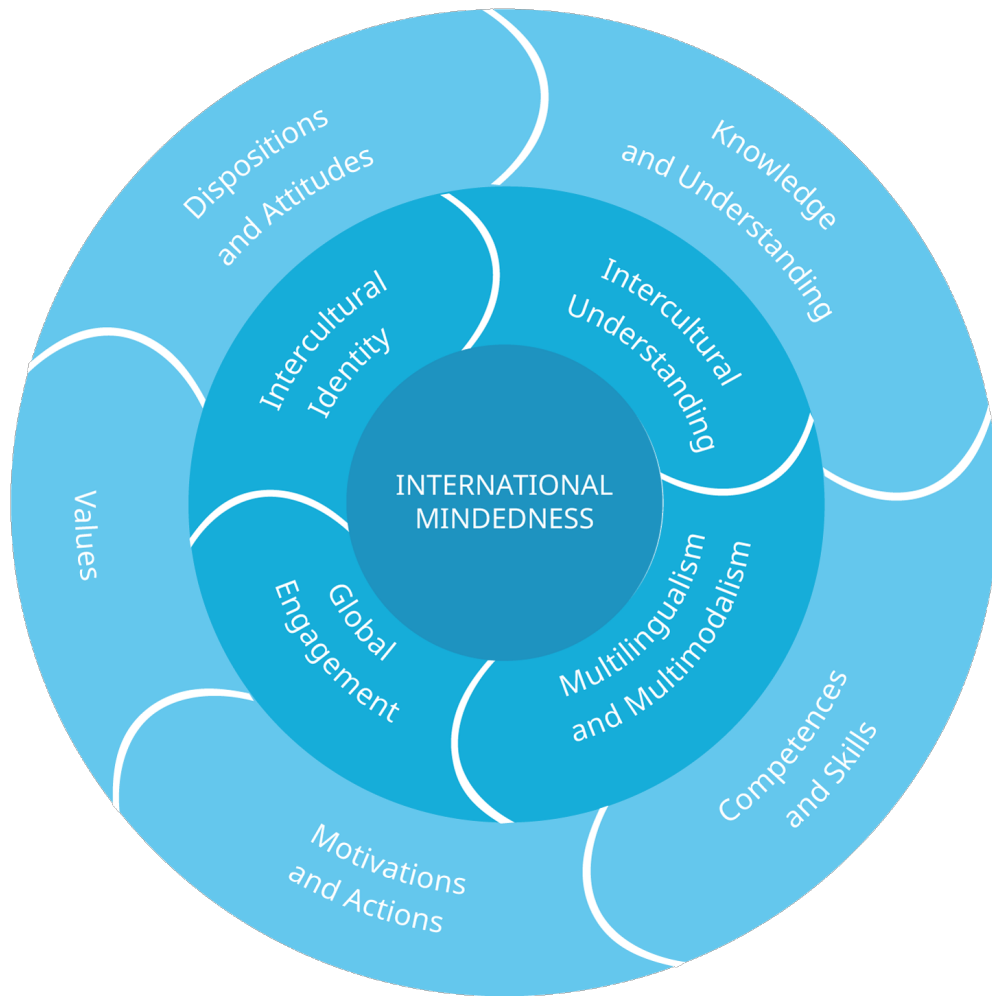 Dispositions
and Attitudes
Knowledge
and Understanding
Intercultural
Identity
Intercultural
Understanding
INTERNATIONAL
MINDEDNESS
Values
Global
Engagement
Multilingualism
and Multimodalism
Competences
and Skills
Motivations
and Actions